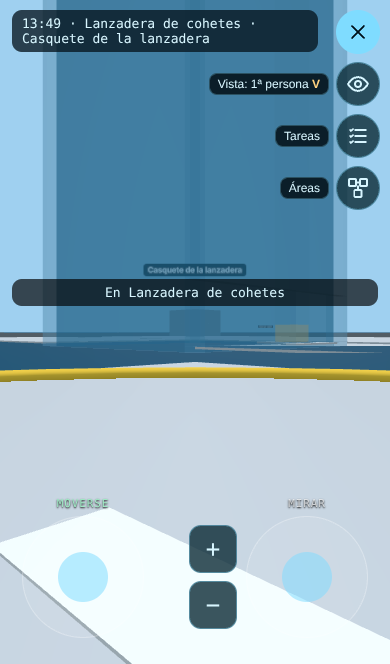 13:49 · Lanzadera de cohetes ·
Casquete de la lanzadera
Vista: 1ª persona V
Tareas
Áreas
Casquete de la lanzadera
En Lanzadera de cohetes
MOVERSE
MIRAR
+
−